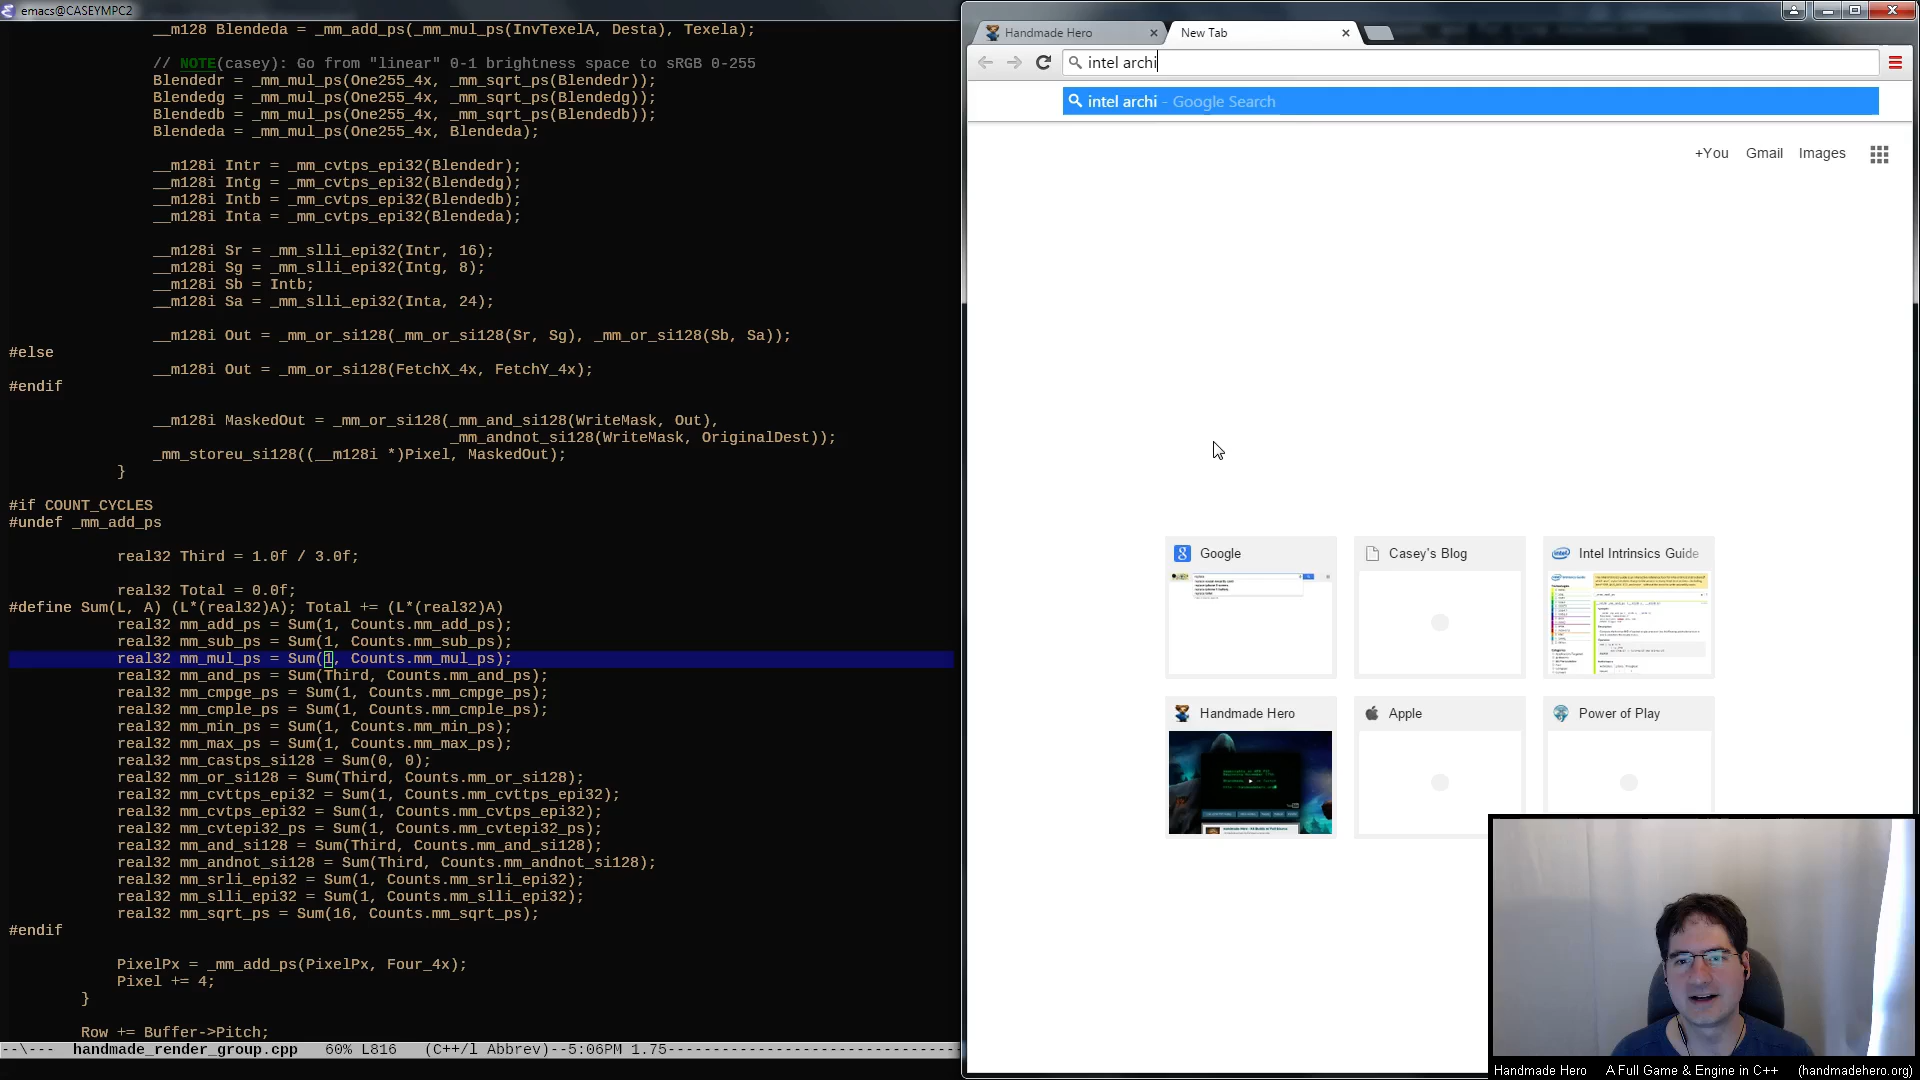 emacs@CASEYMPC2
__m128 Blendeda = _mm_add_ps(_mm_mul_ps(InvTexelA, Desta), Texela);
// NOTE(casey): Go from "linear" 0-1 brightness space to sRGB 0-255
Blendedr = _mm_mul_ps(One255_4x, _mm_sqrt_ps(Blendedr));
Blendedg = _mm_mul_ps(One255_4x, _mm_sqrt_ps(Blendedg));
Blendedb = _mm_mul_ps(One255_4x, _mm_sqrt_ps(Blendedb));
Blendeda = _mm_mul_ps(One255_4x, Blendeda);
__m128i Intr = _mm_cvtps_epi32(Blendedr);
__m128i Intg = _mm_cvtps_epi32(Blendedg);
__m128i Intb = _mm_cvtps_epi32(Blendedb);
__m128i Inta = _mm_cvtps_epi32(Blendeda);
__m128i Sr = _mm_slli_epi32(Intr, 16);
__m128i Sg = _mm_slli_epi32(Intg, 8);
__m128i Sb = Intb;
__m128i Sa = _mm_slli_epi32(Inta, 24);
__m128i Out = _mm_or_si128(_mm_or_si128(Sr, Sg), _mm_or_si128(Sb, Sa));
#else
__m128i Out = _mm_or_si128(FetchX_4x, FetchY_4x);
#endif
__m128i MaskedOut = _mm_or_si128(_mm_and_si128(WriteMask, Out),
_mm_andnot_si128(WriteMask, OriginalDest));
_mm_storeu_si128((__m128i *)Pixel, MaskedOut);
}
#if COUNT_CYCLES
#undef _mm_add_ps
real32 Third = 1.0f / 3.0f;
real32 Total = 0.0f;
#define Sum(L, A) (L*(real32)A); Total += (L*(real32)A)
real32 mm_add_ps = Sum(1, Counts.mm_add_ps);
real32 mm_sub_ps = Sum(1, Counts.mm_sub_ps);
real32 mm_mul_ps = Sum(1, Counts.mm_mul_ps);
real32 mm_and_ps = Sum(Third, Counts.mm_and_ps);
real32 mm_cmpge_ps = Sum(1, Counts.mm_cmpge_ps);
real32 mm_cmple_ps = Sum(1, Counts.mm_cmple_ps);
real32 mm_min_ps = Sum(1, Counts.mm_min_ps);
real32 mm_max_ps = Sum(1, Counts.mm_max_ps);
real32 mm_castps_si128 = Sum(0, 0);
real32 mm_or_si128 = Sum(Third, Counts.mm_or_si128);
real32 mm_cvttps_epi32 = Sum(1, Counts.mm_cvttps_epi32);
real32 mm_cvtps_epi32 = Sum(1, Counts.mm_cvtps_epi32);
real32 mm_cvtepi32_ps = Sum(1, Counts.mm_cvtepi32_ps);
real32 mm_and_si128 = Sum(Third, Counts.mm_and_si128);
real32 mm_andnot_si128 = Sum(Third, Counts.mm_andnot_si128);
real32 mm_srli_epi32 = Sum(1, Counts.mm_srli_epi32);
real32 mm_slli_epi32 = Sum(1, Counts.mm_slli_epi32);
real32 mm_sqrt_ps = Sum(16, Counts.mm_sqrt_ps);
#endif
PixelPx = _mm_add_ps(PixelPx, Four_4x);
Pixel += 4;
}
Row += Buffer->Pitch;
--\--- handmade_render_group.cpp 60% L816 (C++/l Abbrev)--5:06PM 1.75---------------------------------
Handmade Hero
New Tab
intel archi
intel archi - Google Search
+You Gmail Images
Google
Casey's Blog
Intel Intrinsics Guide
Handmade Hero
Apple
Power of Play
Handmade Hero A Full Game & Engine in C++ (handmadehero.org)